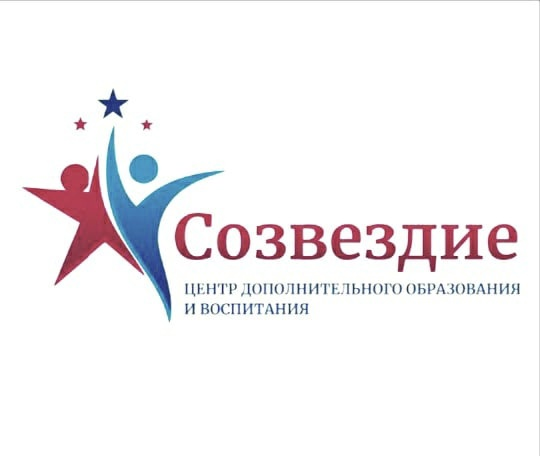 Созвездие
ЦЕНТР ДОПОЛНИТЕЛЬНОГО ОБРАЗОВАНИЯ
И ВОСПИТАНИЯ